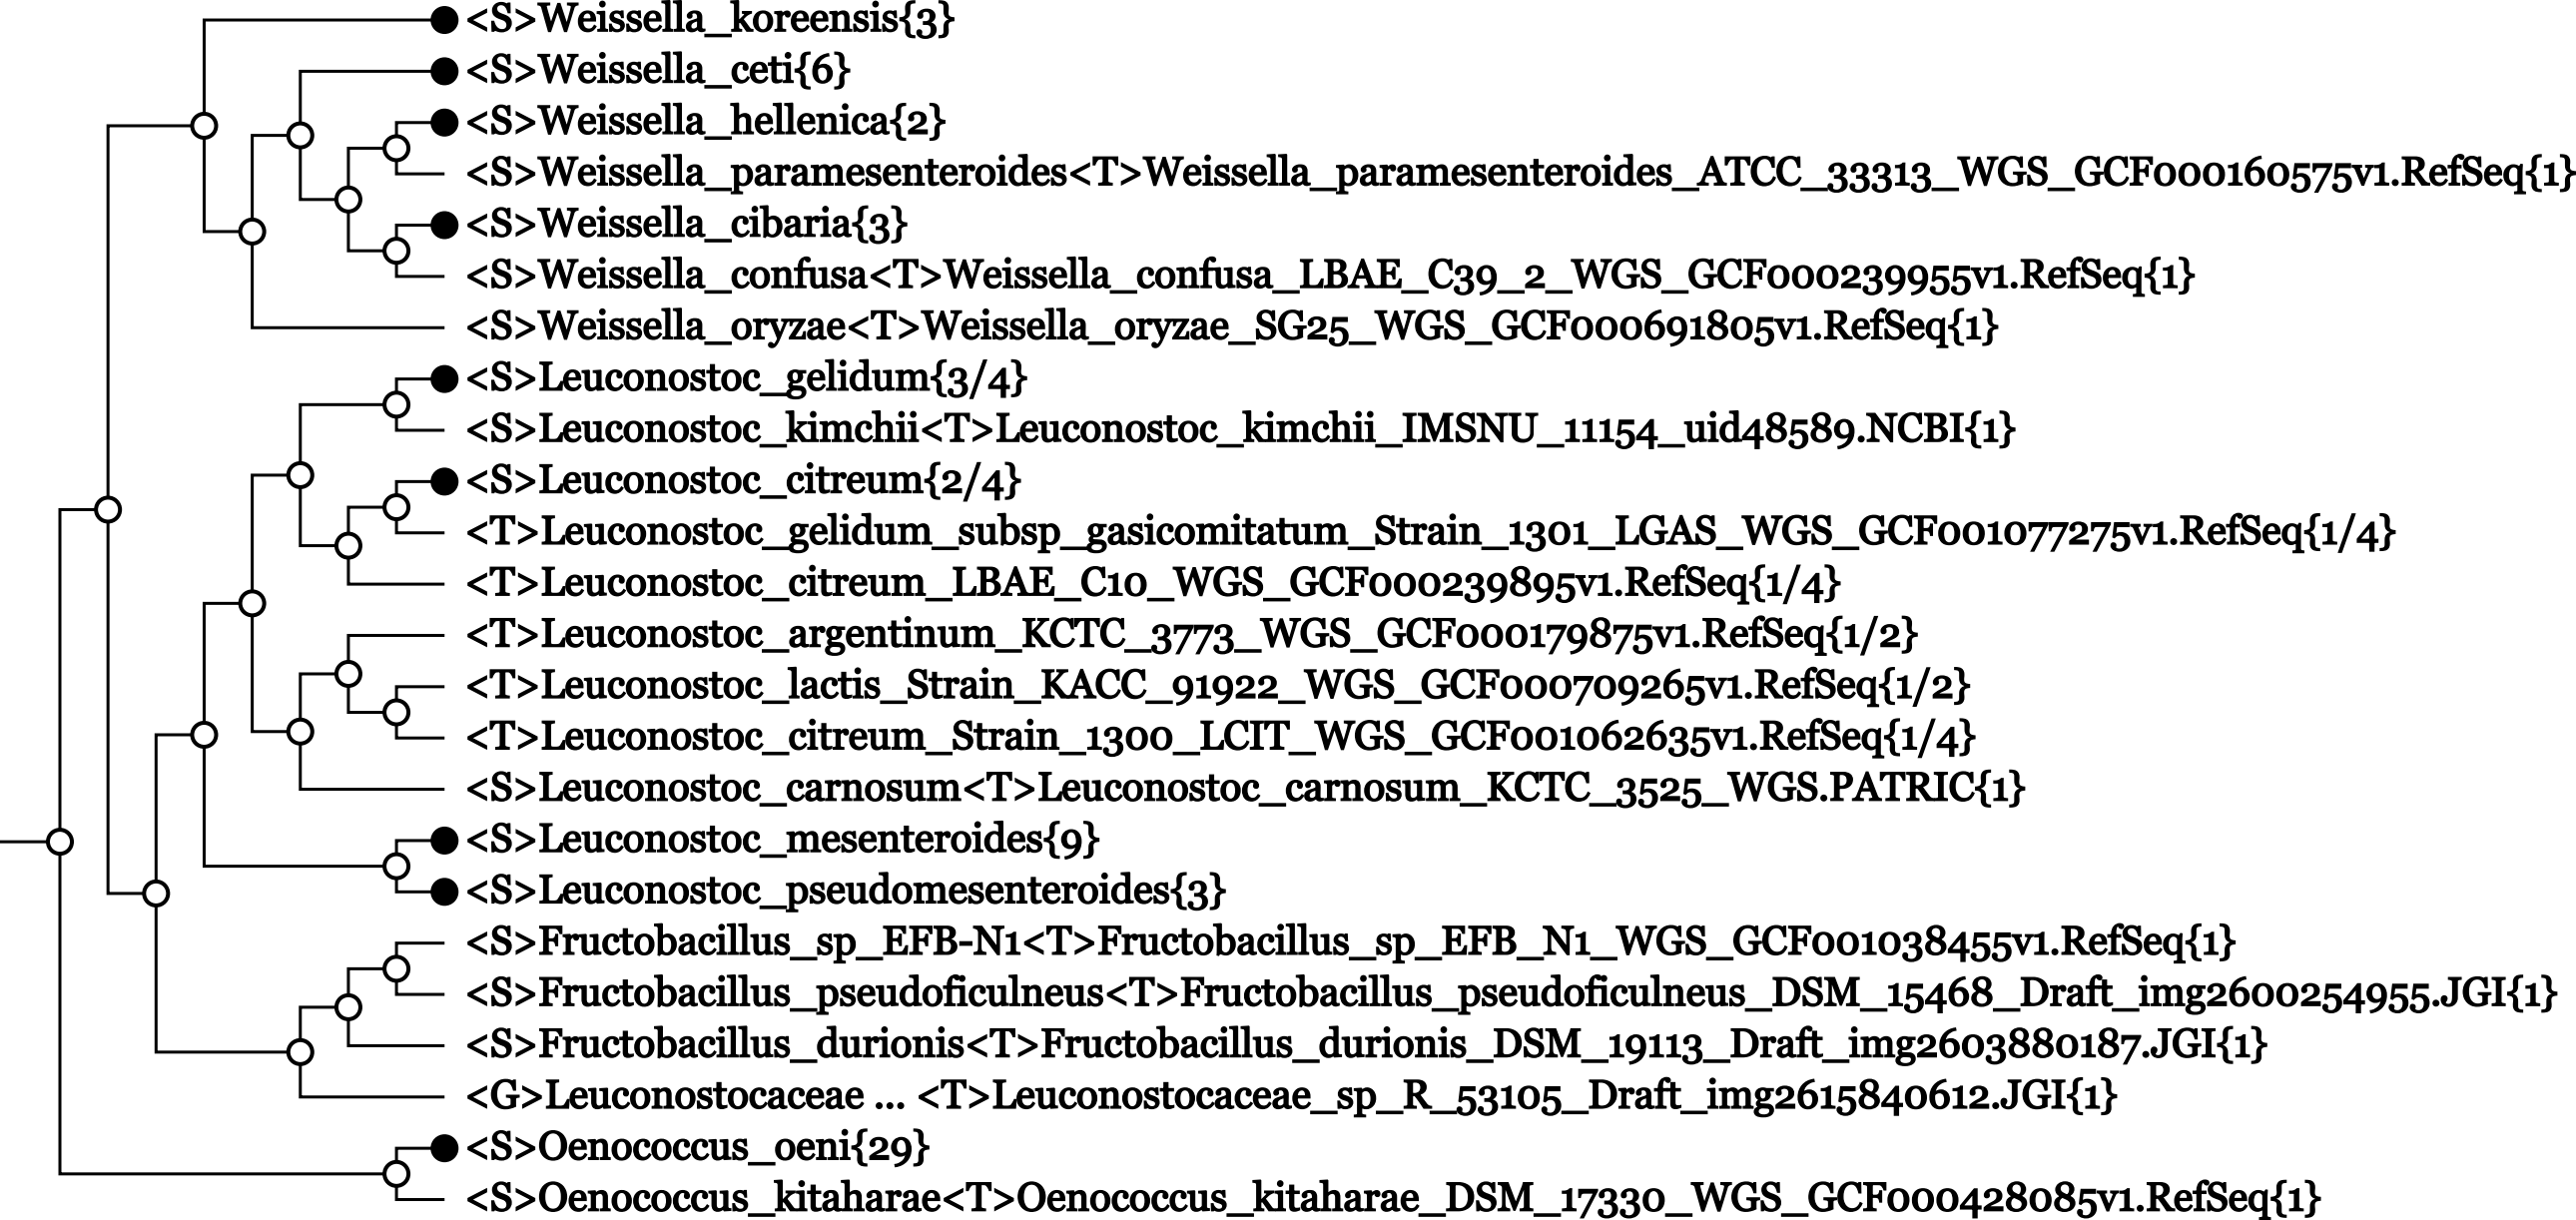 <S>Weissella_koreensis{3}
<S>Weissella_ceti{6}
<S>Weissella_hellenica{2}
<S>Weissella_paramesenteroides<T>Weissella_paramesenteroides_ATCC_33313_WGS_GCF000160575v1.RefSeq{1}
<S>Weissella_cibaria{3}
<S>Weissella_confusa<T>Weissella_confusa_LBAE_C39_2_WGS_GCF000239955v1.RefSeq{1}
<S>Weissella_oryzae<T>Weissella_oryzae_SG25_WGS_GCF000691805v1.RefSeq{1}
<S>Leuconostoc_gelidum{3/4}
<S>Leuconostoc_kimchii<T>Leuconostoc_kimchii_IMSNU_11154_uid48589.NCBI{1}
<S>Leuconostoc_citreum{2/4}
<T>Leuconostoc_gelidum_subsp_gasicomitatum_Strain_1301_LGAS_WGS_GCF001077275v1.RefSeq{1/4}
<T>Leuconostoc_citreum_LBAE_C10_WGS_GCF000239895v1.RefSeq{1/4}
<T>Leuconostoc_argentinum_KCTC_3773_WGS_GCF000179875v1.RefSeq{1/2}
<T>Leuconostoc_lactis_Strain_KACC_91922_WGS_GCF000709265v1.RefSeq{1/2}
<T>Leuconostoc_citreum_Strain_1300_LCIT_WGS_GCF001062635v1.RefSeq{1/4}
<S>Leuconostoc_carnosum<T>Leuconostoc_carnosum_KCTC_3525_WGS.PATRIC{1}
<S>Leuconostoc_mesenteroides{9}
<S>Leuconostoc_pseudomesenteroides{3}
<S>Fructobacillus_sp_EFB-N1<T>Fructobacillus_sp_EFB_N1_WGS_GCF001038455v1.RefSeq{1}
<S>Fructobacillus_pseudoficulneus<T>Fructobacillus_pseudoficulneus_DSM_15468_Draft_img2600254955.JGI{1}
<S>Fructobacillus_durionis<T>Fructobacillus_durionis_DSM_19113_Draft_img2603880187.JGI{1}
<G>Leuconostocaceae ... <T>Leuconostocaceae_sp_R_53105_Draft_img2615840612.JGI{1}
<S>Oenococcus_oeni{29}
<S>Oenococcus_kitaharae<T>Oenococcus_kitaharae_DSM_17330_WGS_GCF000428085v1.RefSeq{1}